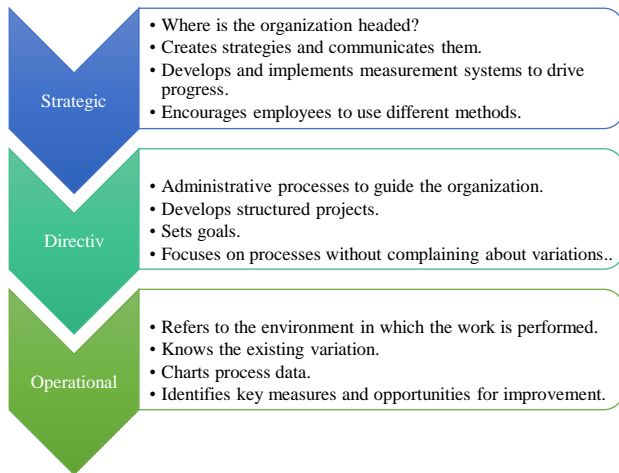 Strategic
• Where is the organization headed?
• Creates strategies and communicates them.
• Develops and implements measurement systems to drive
progress.
• Encourages employees to use different methods.
Directiv
• Administrative processes to guide the organization.
• Develops structured projects.
• Sets goals.
• Focuses on processes without complaining about variations..
Operational
• Refers to the environment in which the work is performed.
• Knows the existing variation.
• Charts process data.
• Identifies key measures and opportunities for improvement.